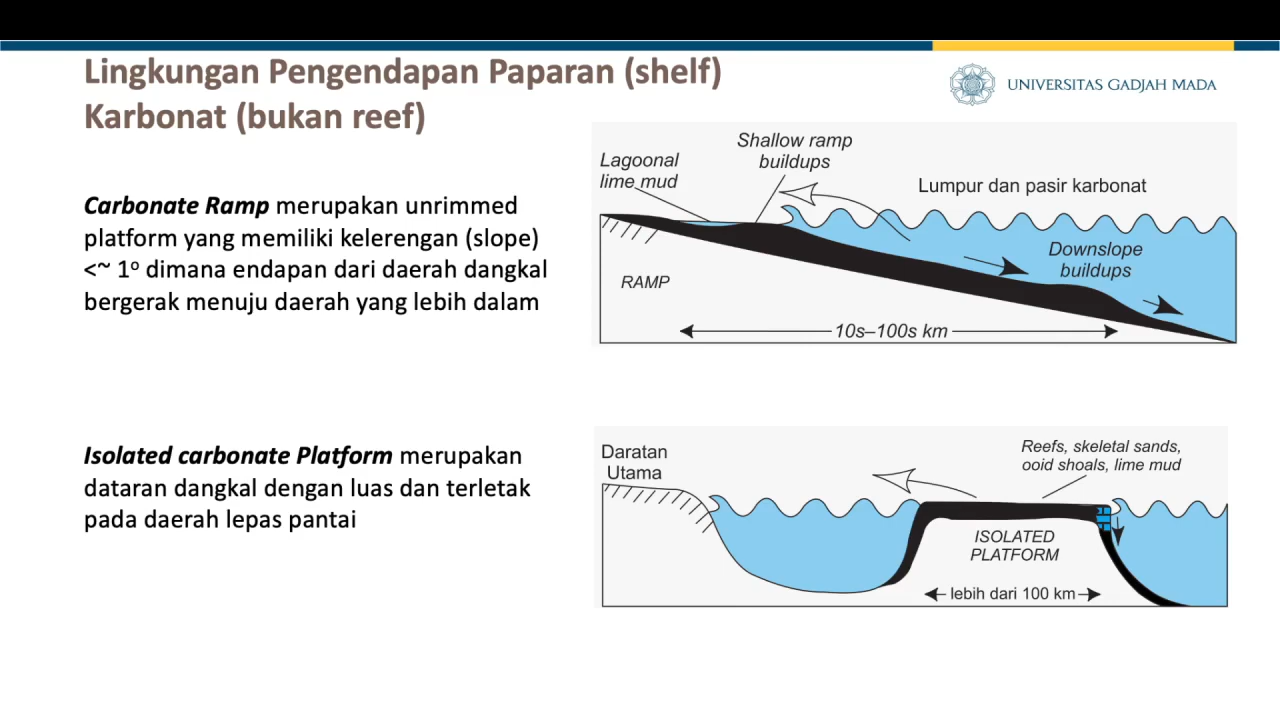 Lingkungan Pengendapan Paparan (shelf)
Karbonat (bukan reef)
UNIVERSITAS GADJAH MADA
Carbonate Ramp merupakan unrimmed
platform yang memiliki kelerengan (slope)
<~ 1° dimana endapan dari daerah dangkal
bergerak menuju daerah yang lebih dalam
Shallow ramp
buildups
Lagoonal
lime mud
Lumpur dan pasir karbonat
Downslope
buildups
RAMP
10s–100s km
Isolated carbonate Platform merupakan
dataran dangkal dengan luas dan terletak
pada daerah lepas pantai
Daratan
Utama
Reefs, skeletal sands,
ooid shoals, lime mud
ISOLATED
PLATFORM
lebih dari 100 km